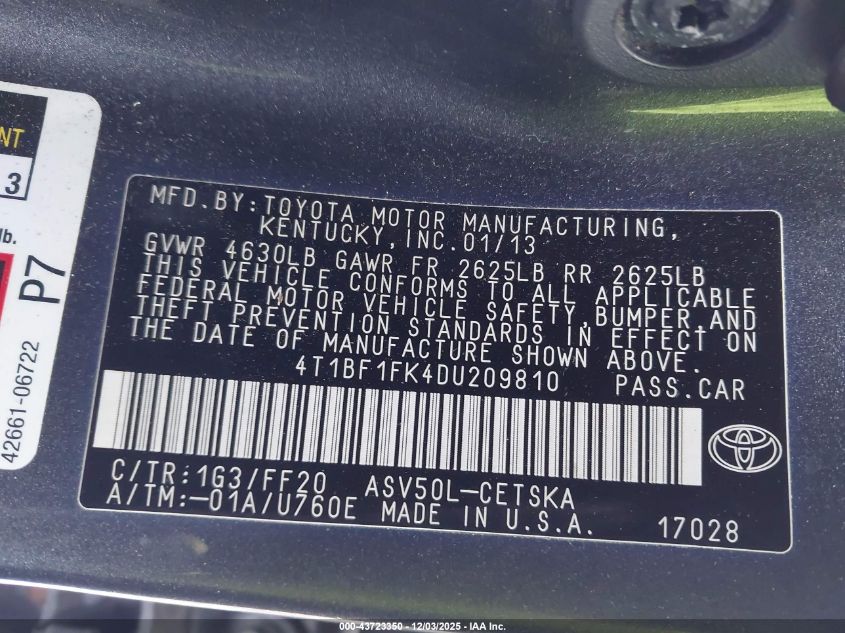 NT
3
lb.
P7
42661-06722
MFD. BY: TOYOTA MOTOR MANUFACTURING,
KENTUCKY, INC. 01/13
GVWR 4630LB GAWR FR 2625LB RR 2625LB
THIS VEHICLE CONFORMS TO ALL APPLICABLE
FEDERAL MOTOR VEHICLE SAFETY, BUMPER, AND
THEFT PREVENTION STANDARDS IN EFFECT ON
THE DATE OF MANUFACTURE SHOWN ABOVE.
4T1BF1FK4DU209810 PASS.CAR
C/TR:1G3/FF20 ASV50L-CETSKA
A/TM:-01A/U760E MADE IN U.S.A. 17028
000-43723350 - 12/03/2025 - IAA Inc.